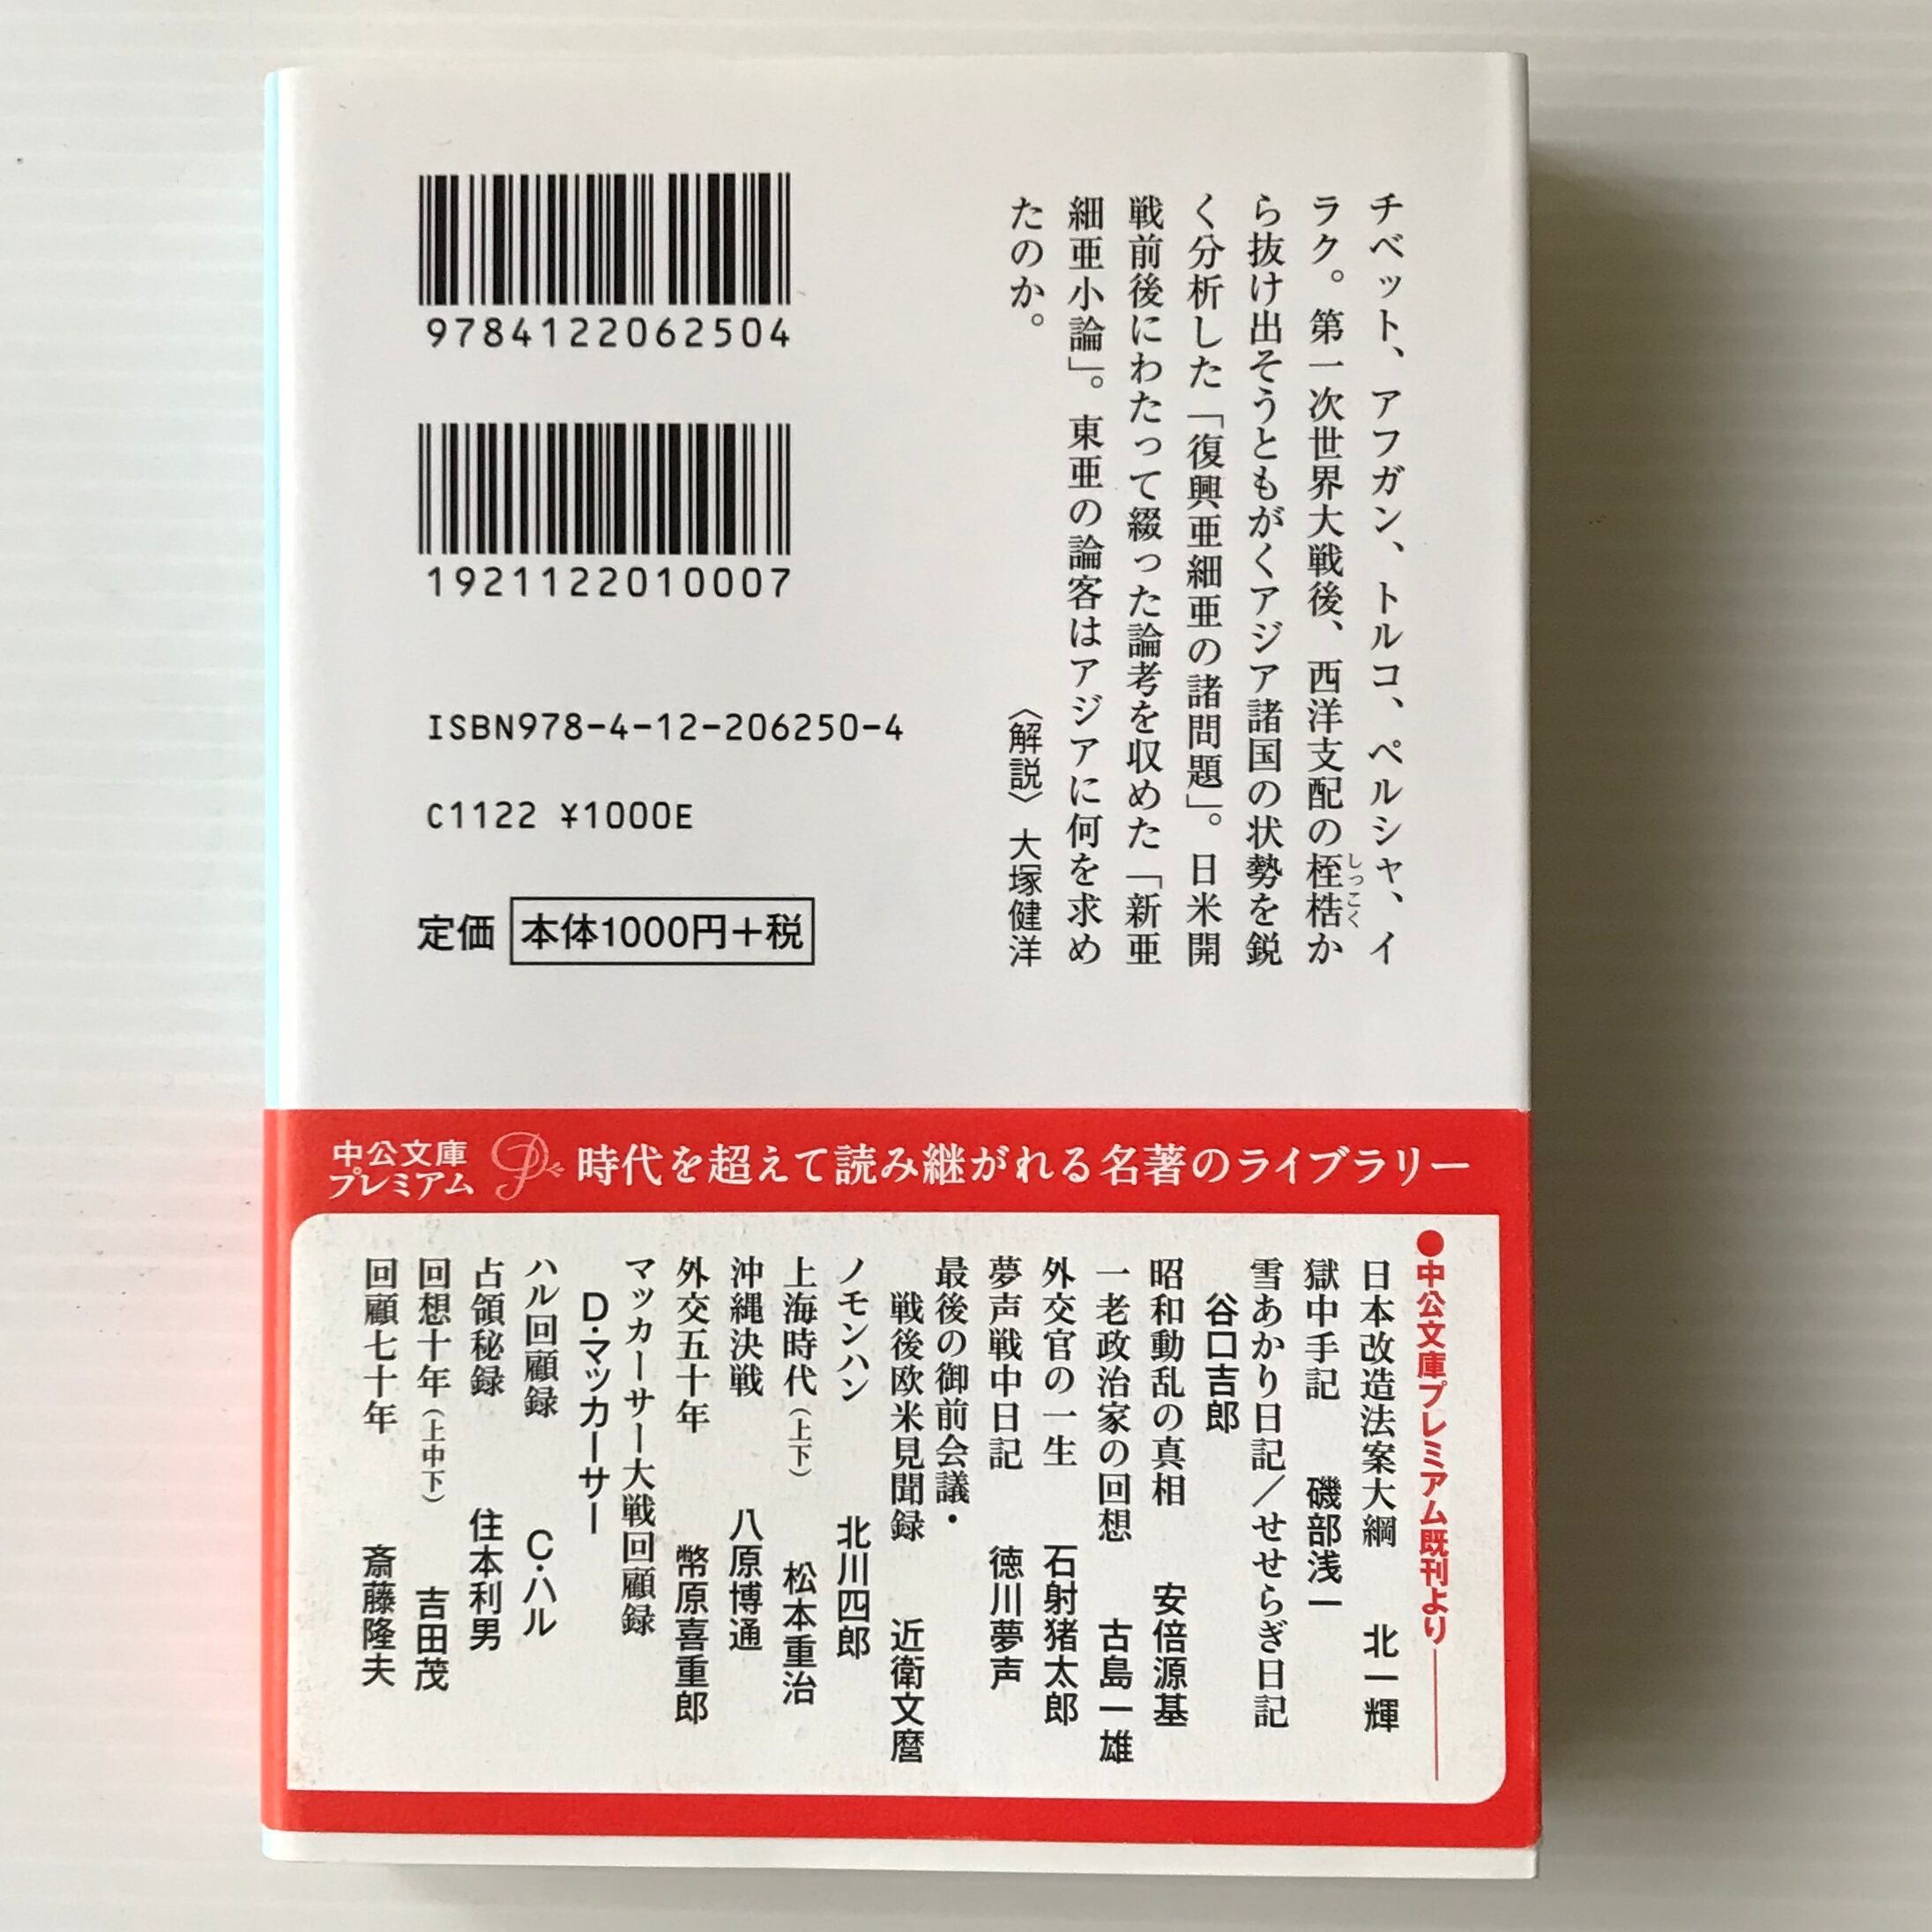 チベット、アフガン、トルコ、ペルシャ、イ
ラク。第一次世界大戦後、西洋支配の桎梏か
しっこく
ら抜け出そうともがくアジア諸国の状勢を鋭
く分析した「復興亜細亜の諸問題」。日米開
戦前後にわたって綴った論考を収めた「新亜
細亜小論」。東亜の論客はアジアに何を求め
たのか。
〈解説〉大塚健洋
9784122062504
1921122010007
ISBN978-4-12-206250-4
C1122 ¥1000E
定価 本体1000円+税
中公文庫
プレミアム
時代を超えて読み継がれる名著のライブラリー
●中公文庫プレミアム既刊より
日本改造法案大綱 北一輝
獄中手記 磯部浅一
雪あかり日記/せせらぎ日記
谷口吉郎
昭和動乱の真相 安倍源基
一老政治家の回想 古島一雄
外交官の一生 石射猪太郎
夢声戦中日記 徳川夢声
最後の御前会議・
戦後欧米見聞録 近衛文麿
ノモンハン 北川四郎
上海時代(上下) 松本重治
沖縄決戦 八原博通
外交五十年 幣原喜重郎
マッカーサー大戦回顧録
D・マッカーサー
ハル回顧録 C・ハル
占領秘録 住本利男
回想十年(上中下) 吉田茂
回顧七十年 斎藤隆夫